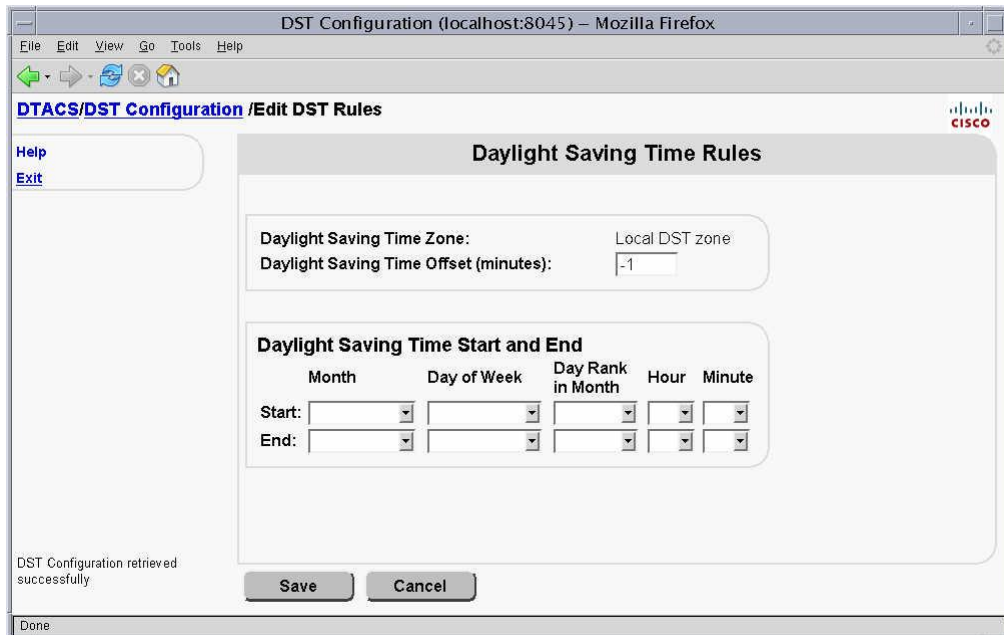 DST Configuration (localhost:8045) – Mozilla Firefox
File Edit View Go Tools Help
DTACS/DST Configuration /Edit DST Rules
CISCO
Help
Exit
Daylight Saving Time Rules
Daylight Saving Time Zone: Local DST zone
Daylight Saving Time Offset (minutes): -1
Daylight Saving Time Start and End
Month Day of Week Day Rank in Month Hour Minute
Start:
End:
DST Configuration retrieved
successfully
Save Cancel
Done